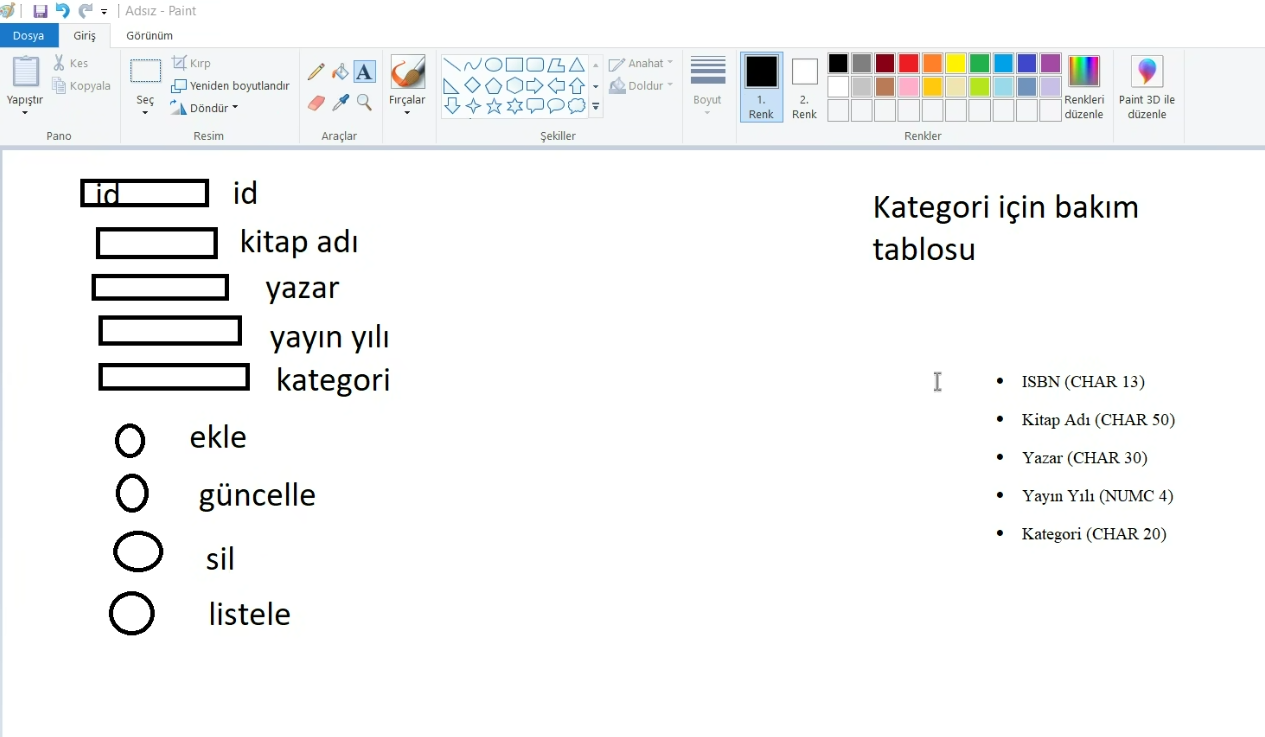 Adsız - Paint
Dosya
Giriş
Görünüm
Yapıştır
Kes
Kopyala
Pano
Seç
Kırp
Yeniden boyutlandır
Döndür
Resim
A
Araçlar
Fırçalar
Şekiller
Anahat
Doldur
Boyut
1.
Renk
2.
Renk
Renkler
Renkleri
düzenle
Paint 3D ile
düzenle
id id
kitap adı
yazar
yayın yılı
kategori
ekle
güncelle
sil
listele
Kategori için bakım
tablosu
• ISBN (CHAR 13)
• Kitap Adı (CHAR 50)
• Yazar (CHAR 30)
• Yayın Yılı (NUMC 4)
• Kategori (CHAR 20)